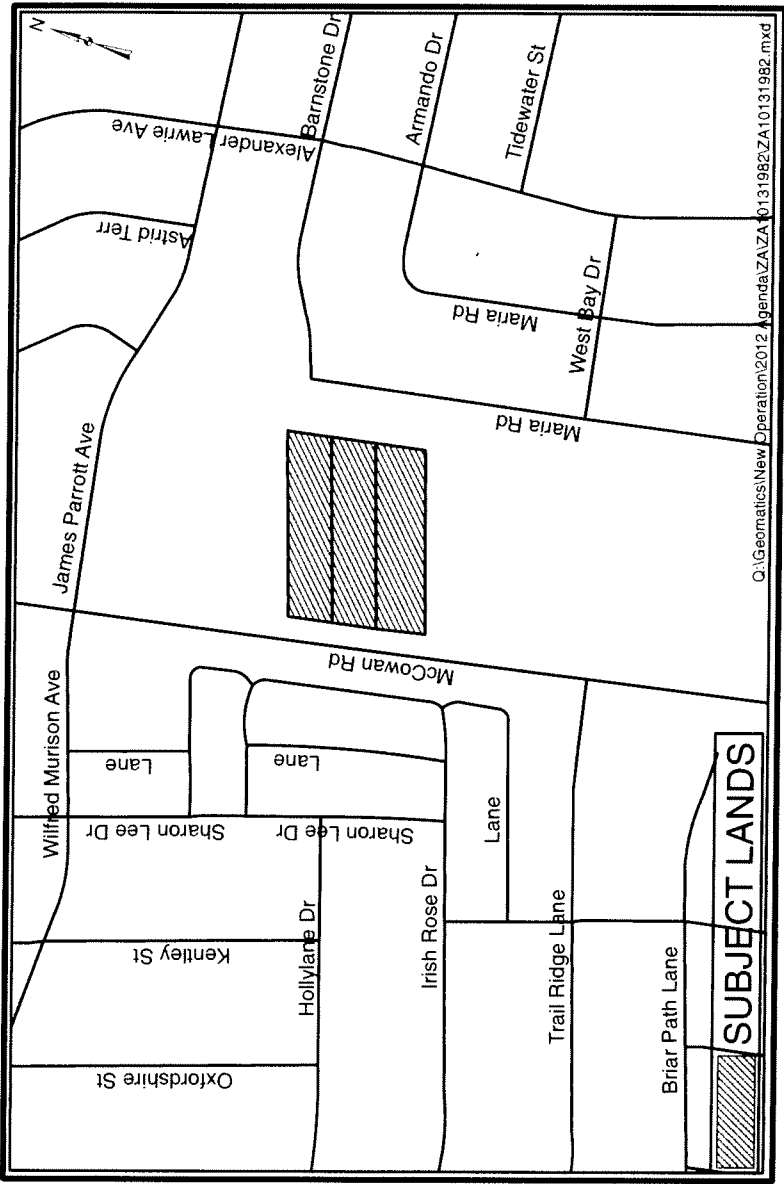 N
Barnstone Dr
Armando Dr
Tidewater St
Alexander Lawrie Ave
Astrid Terr
Maria Rd
West Bay Dr
Maria Rd
James Parrott Ave
McCowan Rd
Wilfred Murison Ave
Lane
Lane
Sharon Lee Dr
Sharon Lee Dr
Sharon Lee Dr
Lane
Kentley St
Hollylane Dr
Irish Rose Dr
Trail Ridge Lane
Briar Path Lane
Oxfordshire St
SUBJECT LANDS
Q:\Geomatics\New Operation\2012 Agenda\ZA\ZA10131982\ZA10131982.mxd